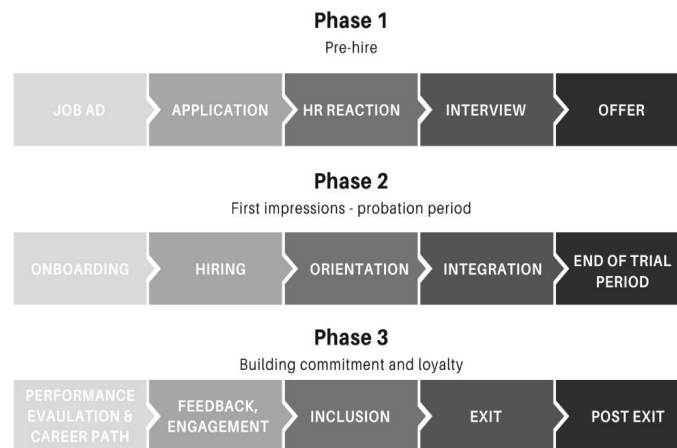 Phase 1
Pre-hire
JOB AD
APPLICATION
HR REACTION
INTERVIEW
OFFER
Phase 2
First impressions - probation period
ONBOARDING
HIRING
ORIENTATION
INTEGRATION
END OF TRIAL
PERIOD
Phase 3
Building commitment and loyalty
PERFORMANCE
EVAULATION &
CAREER PATH
FEEDBACK,
ENGAGEMENT
INCLUSION
EXIT
POST EXIT